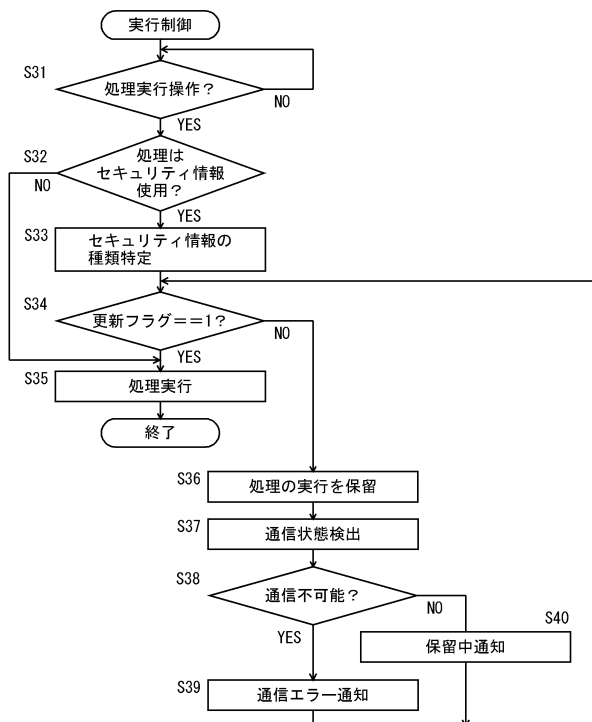 実行制御
S31
処理実行操作？
NO
YES
S32
処理は
セキュリティ情報
使用？
NO
YES
S33
セキュリティ情報の
種類特定
S34
更新フラグ==1？
NO
YES
S35
処理実行
終了
S36
処理の実行を保留
S37
通信状態検出
S38
通信不可能？
NO
YES
S40
保留中通知
S39
通信エラー通知